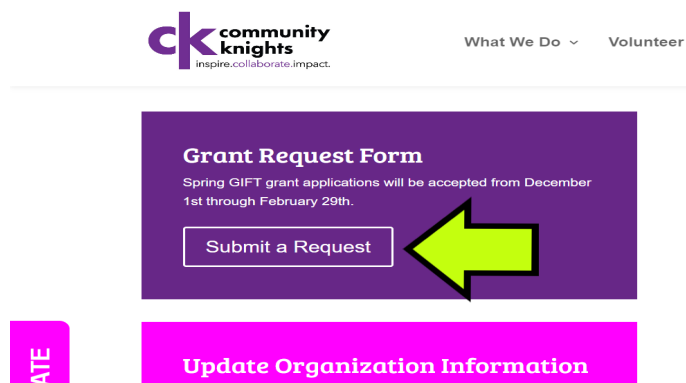 ck community
knights
inspire.collaborate.impact.
What We Do
Volunteer
Grant Request Form
Spring GIFT grant applications will be accepted from December
1st through February 29th.
Submit a Request
Update Organization Information